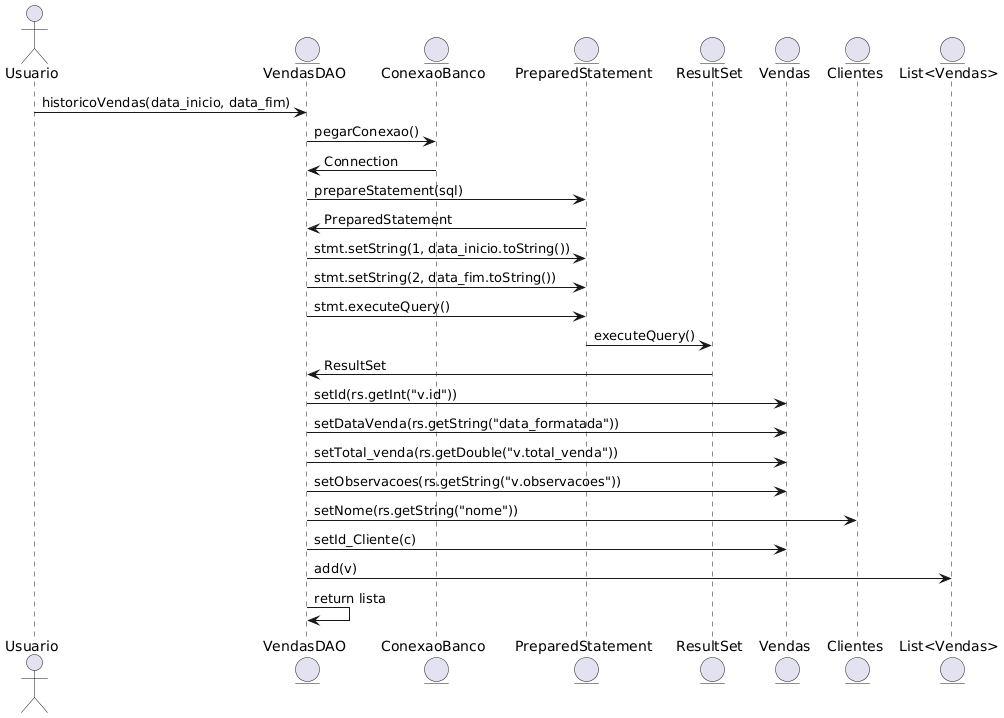 Usuario
VendasDAO
ConexaoBanco
PreparedStatement
ResultSet
Vendas
Clientes
List<Vendas>
historicoVendas(data_inicio, data_fim)
pegarConexao()
Connection
prepareStatement(sql)
PreparedStatement
stmt.setString(1, data_inicio.toString())
stmt.setString(2, data_fim.toString())
stmt.executeQuery()
executeQuery()
ResultSet
setId(rs.getInt("v.id"))
setDataVenda(rs.getString("data_formatada"))
setTotal_venda(rs.getDouble("v.total_venda"))
setObservacoes(rs.getString("v.observacoes"))
setNome(rs.getString("nome"))
setId_Cliente(c)
add(v)
return lista
Usuario
VendasDAO
ConexaoBanco
PreparedStatement
ResultSet
Vendas
Clientes
List<Vendas>